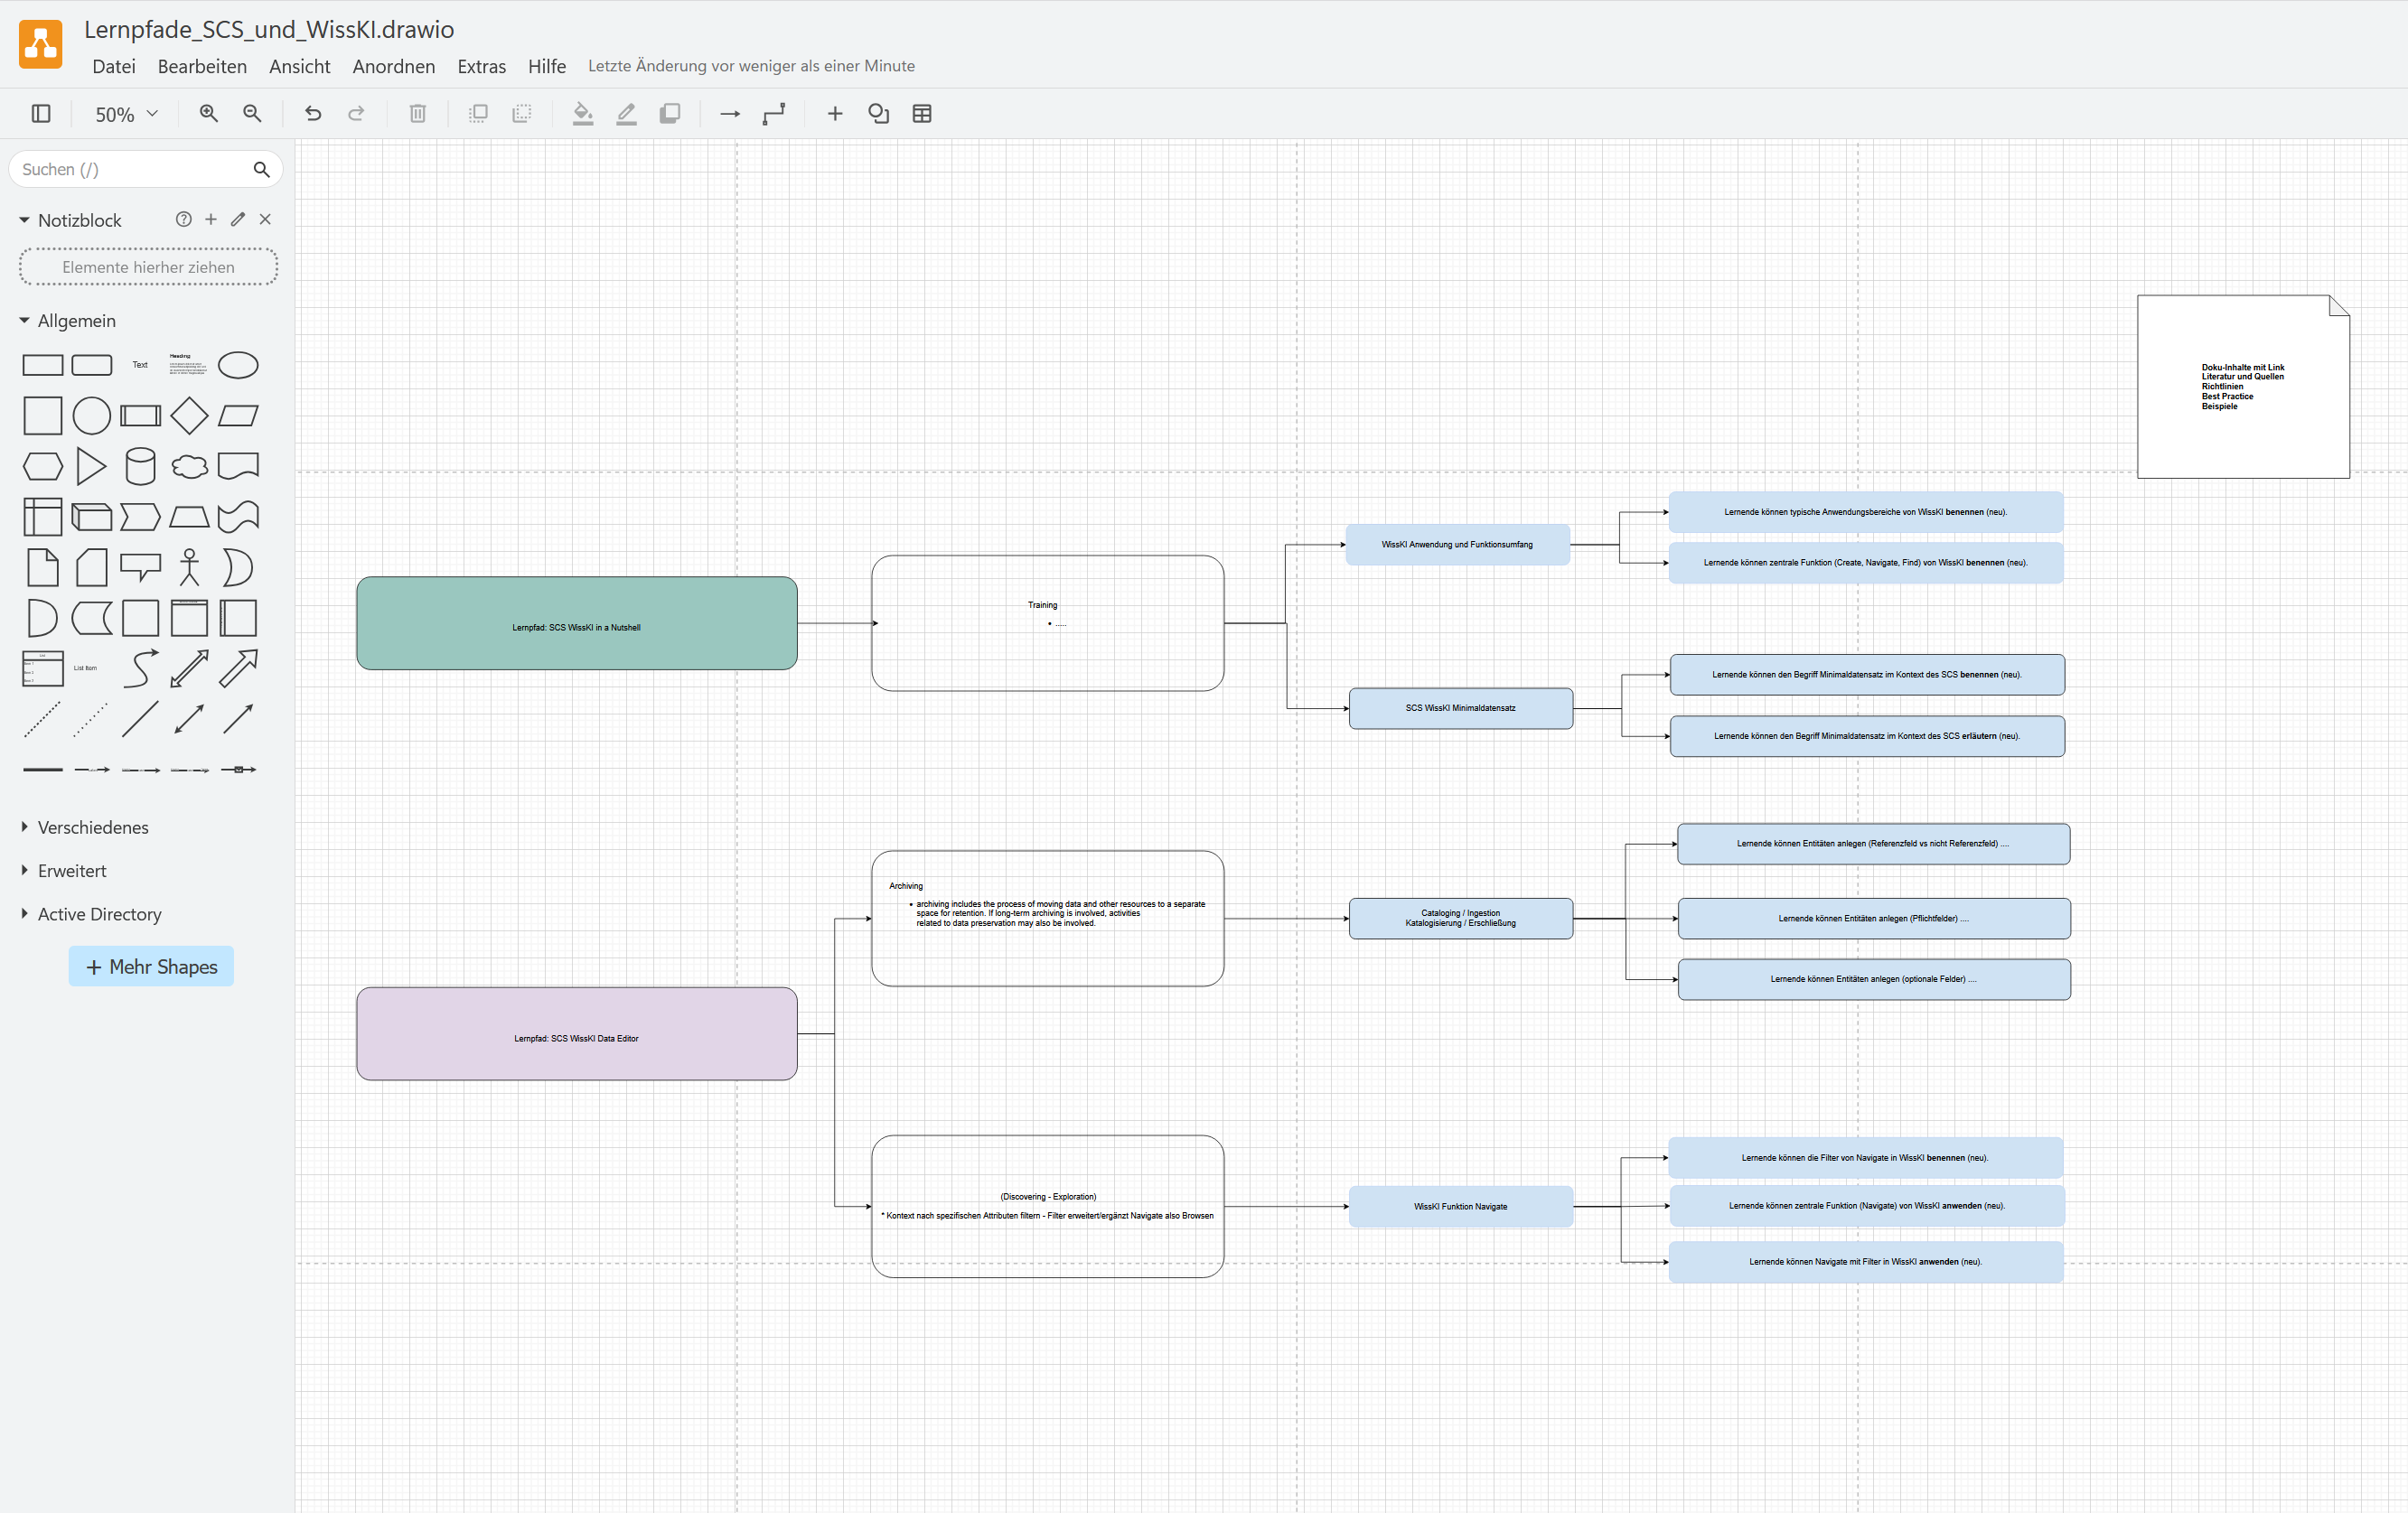 Lernpfade_SCS_und_WissKI.drawio
Datei Bearbeiten Ansicht Anordnen Extras Hilfe Letzte Änderung vor weniger als einer Minute
50%
Suchen (/)
Notizblock
Elemente hierher ziehen
Allgemein
Text
Heading
List Item
Verschiedenes
Erweitert
Active Directory
+ Mehr Shapes
Doku-Inhalte mit Link
Literatur und Quellen
Richtlinien
Best Practice
Beispiele
Lernpfad: SCS WissKI in a Nutshell
Training
• .....
WissKI Anwendung und Funktionsumfang
Lernende können typische Anwendungsbereiche von WissKI benennen (neu).
Lernende können zentrale Funktion (Create, Navigate, Find) von WissKI benennen (neu).
SCS WissKI Minimaldatensatz
Lernende können den Begriff Minimaldatensatz im Kontext des SCS benennen (neu).
Lernende können den Begriff Minimaldatensatz im Kontext des SCS erläutern (neu).
Lernpfad: SCS WissKI Data Editor
Archiving
• archiving includes the process of moving data and other resources to a separate
space for retention. If long-term archiving is involved, activities
related to data preservation may also be involved.
Cataloging / Ingestion
Katalogisierung / Erschließung
Lernende können Entitäten anlegen (Referenzfeld vs nicht Referenzfeld) ....
Lernende können Entitäten anlegen (Pflichtfelder) ....
Lernende können Entitäten anlegen (optionale Felder) ....
(Discovering - Exploration)
* Kontext nach spezifischen Attributen filtern - Filter erweitert/ergänzt Navigate also Browsen
WissKI Funktion Navigate
Lernende können die Filter von Navigate in WissKI benennen (neu).
Lernende können zentrale Funktion (Navigate) von WissKI anwenden (neu).
Lernende können Navigate mit Filter in WissKI anwenden (neu).